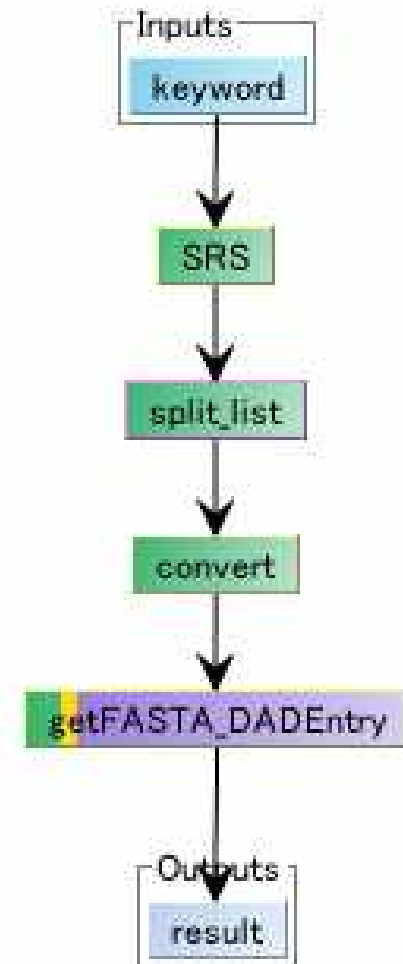 Inputs
keyword
SRS
split_list
convert
getFASTA_DADEntry
Outputs
result